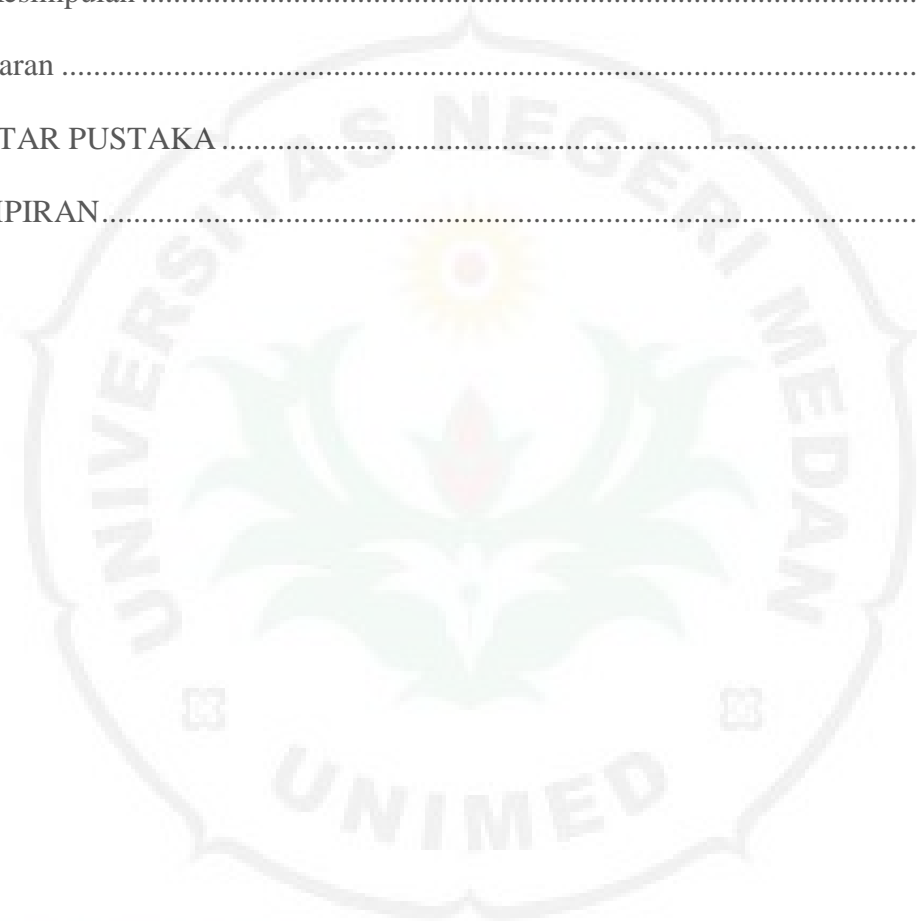 esimpulan ........................................................................................................
aran ..................................................................................................................
TAR PUSTAKA ..............................................................................................
IPIRAN............................................................................................................
UNIVERSITAS NEGERI MEDAN
UNIMED